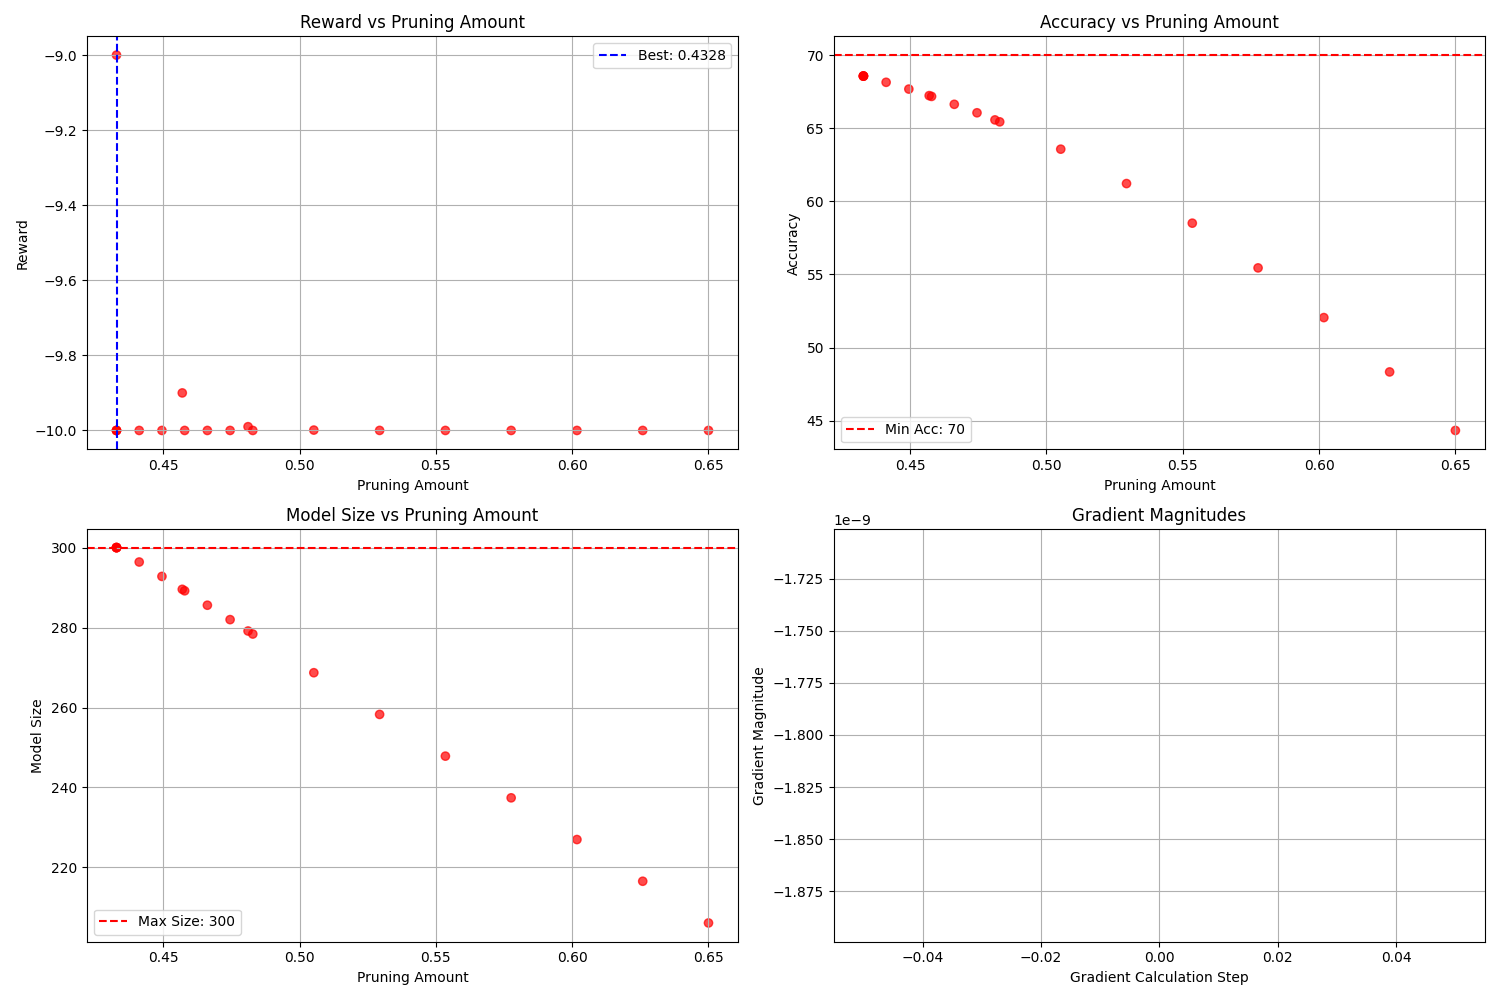 Reward vs Pruning Amount
Reward
−9.0
−9.2
−9.4
−9.6
−9.8
−10.0
Best: 0.4328
0.45 0.50 0.55 0.60 0.65
Pruning Amount
Accuracy vs Pruning Amount
Accuracy
70
65
60
55
50
45
Min Acc: 70
0.45 0.50 0.55 0.60 0.65
Pruning Amount
Model Size vs Pruning Amount
Model Size
300
280
260
240
220
Max Size: 300
0.45 0.50 0.55 0.60 0.65
Pruning Amount
Gradient Magnitudes
1e−9
Gradient Magnitude
−1.725
−1.750
−1.775
−1.800
−1.825
−1.850
−1.875
−0.04 −0.02 0.00 0.02 0.04
Gradient Calculation Step